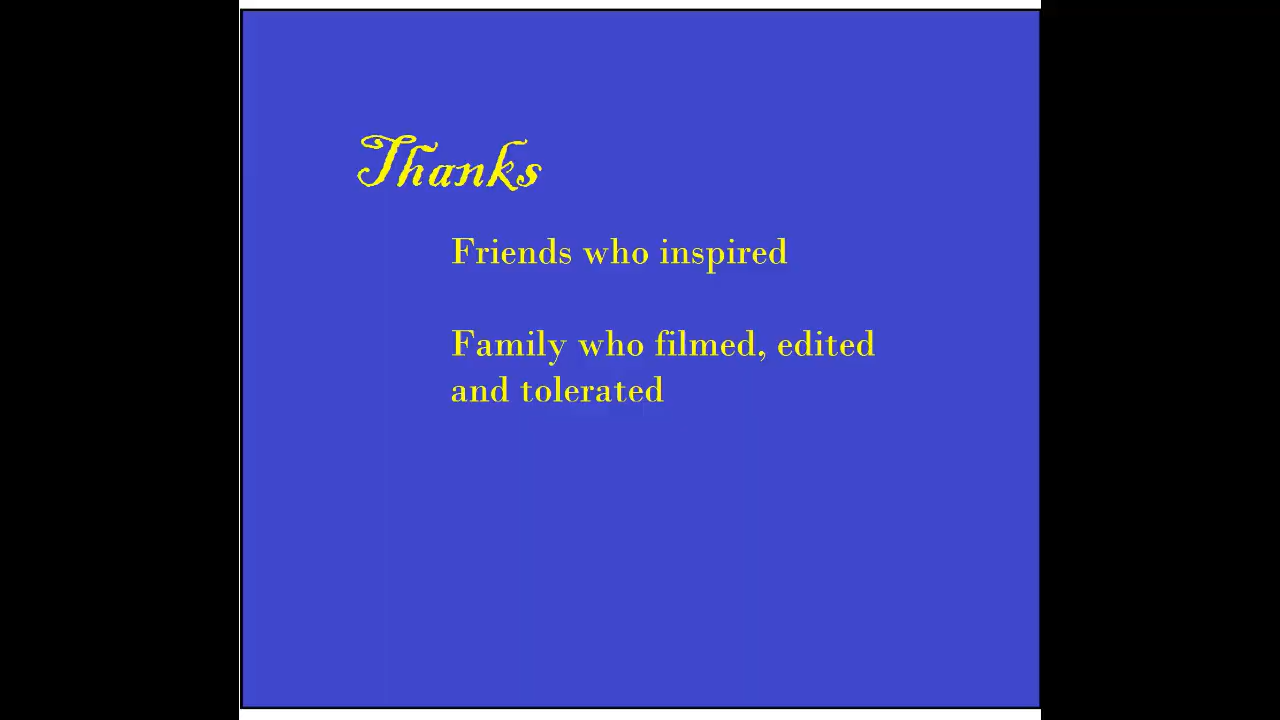 Thanks
Friends who inspired
Family who filmed, edited
and tolerated